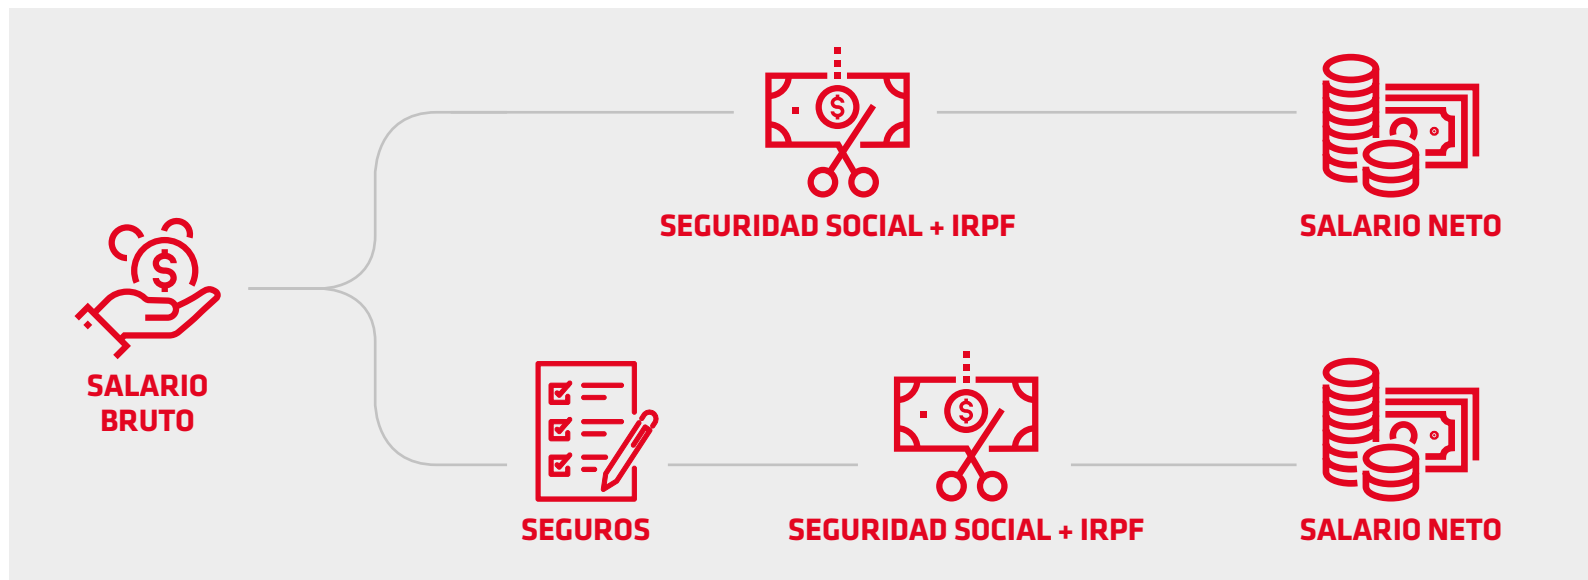 SEGURIDAD SOCIAL + IRPF
SALARIO NETO
SALARIO
BRUTO
SEGUROS
SEGURIDAD SOCIAL + IRPF
SALARIO NETO